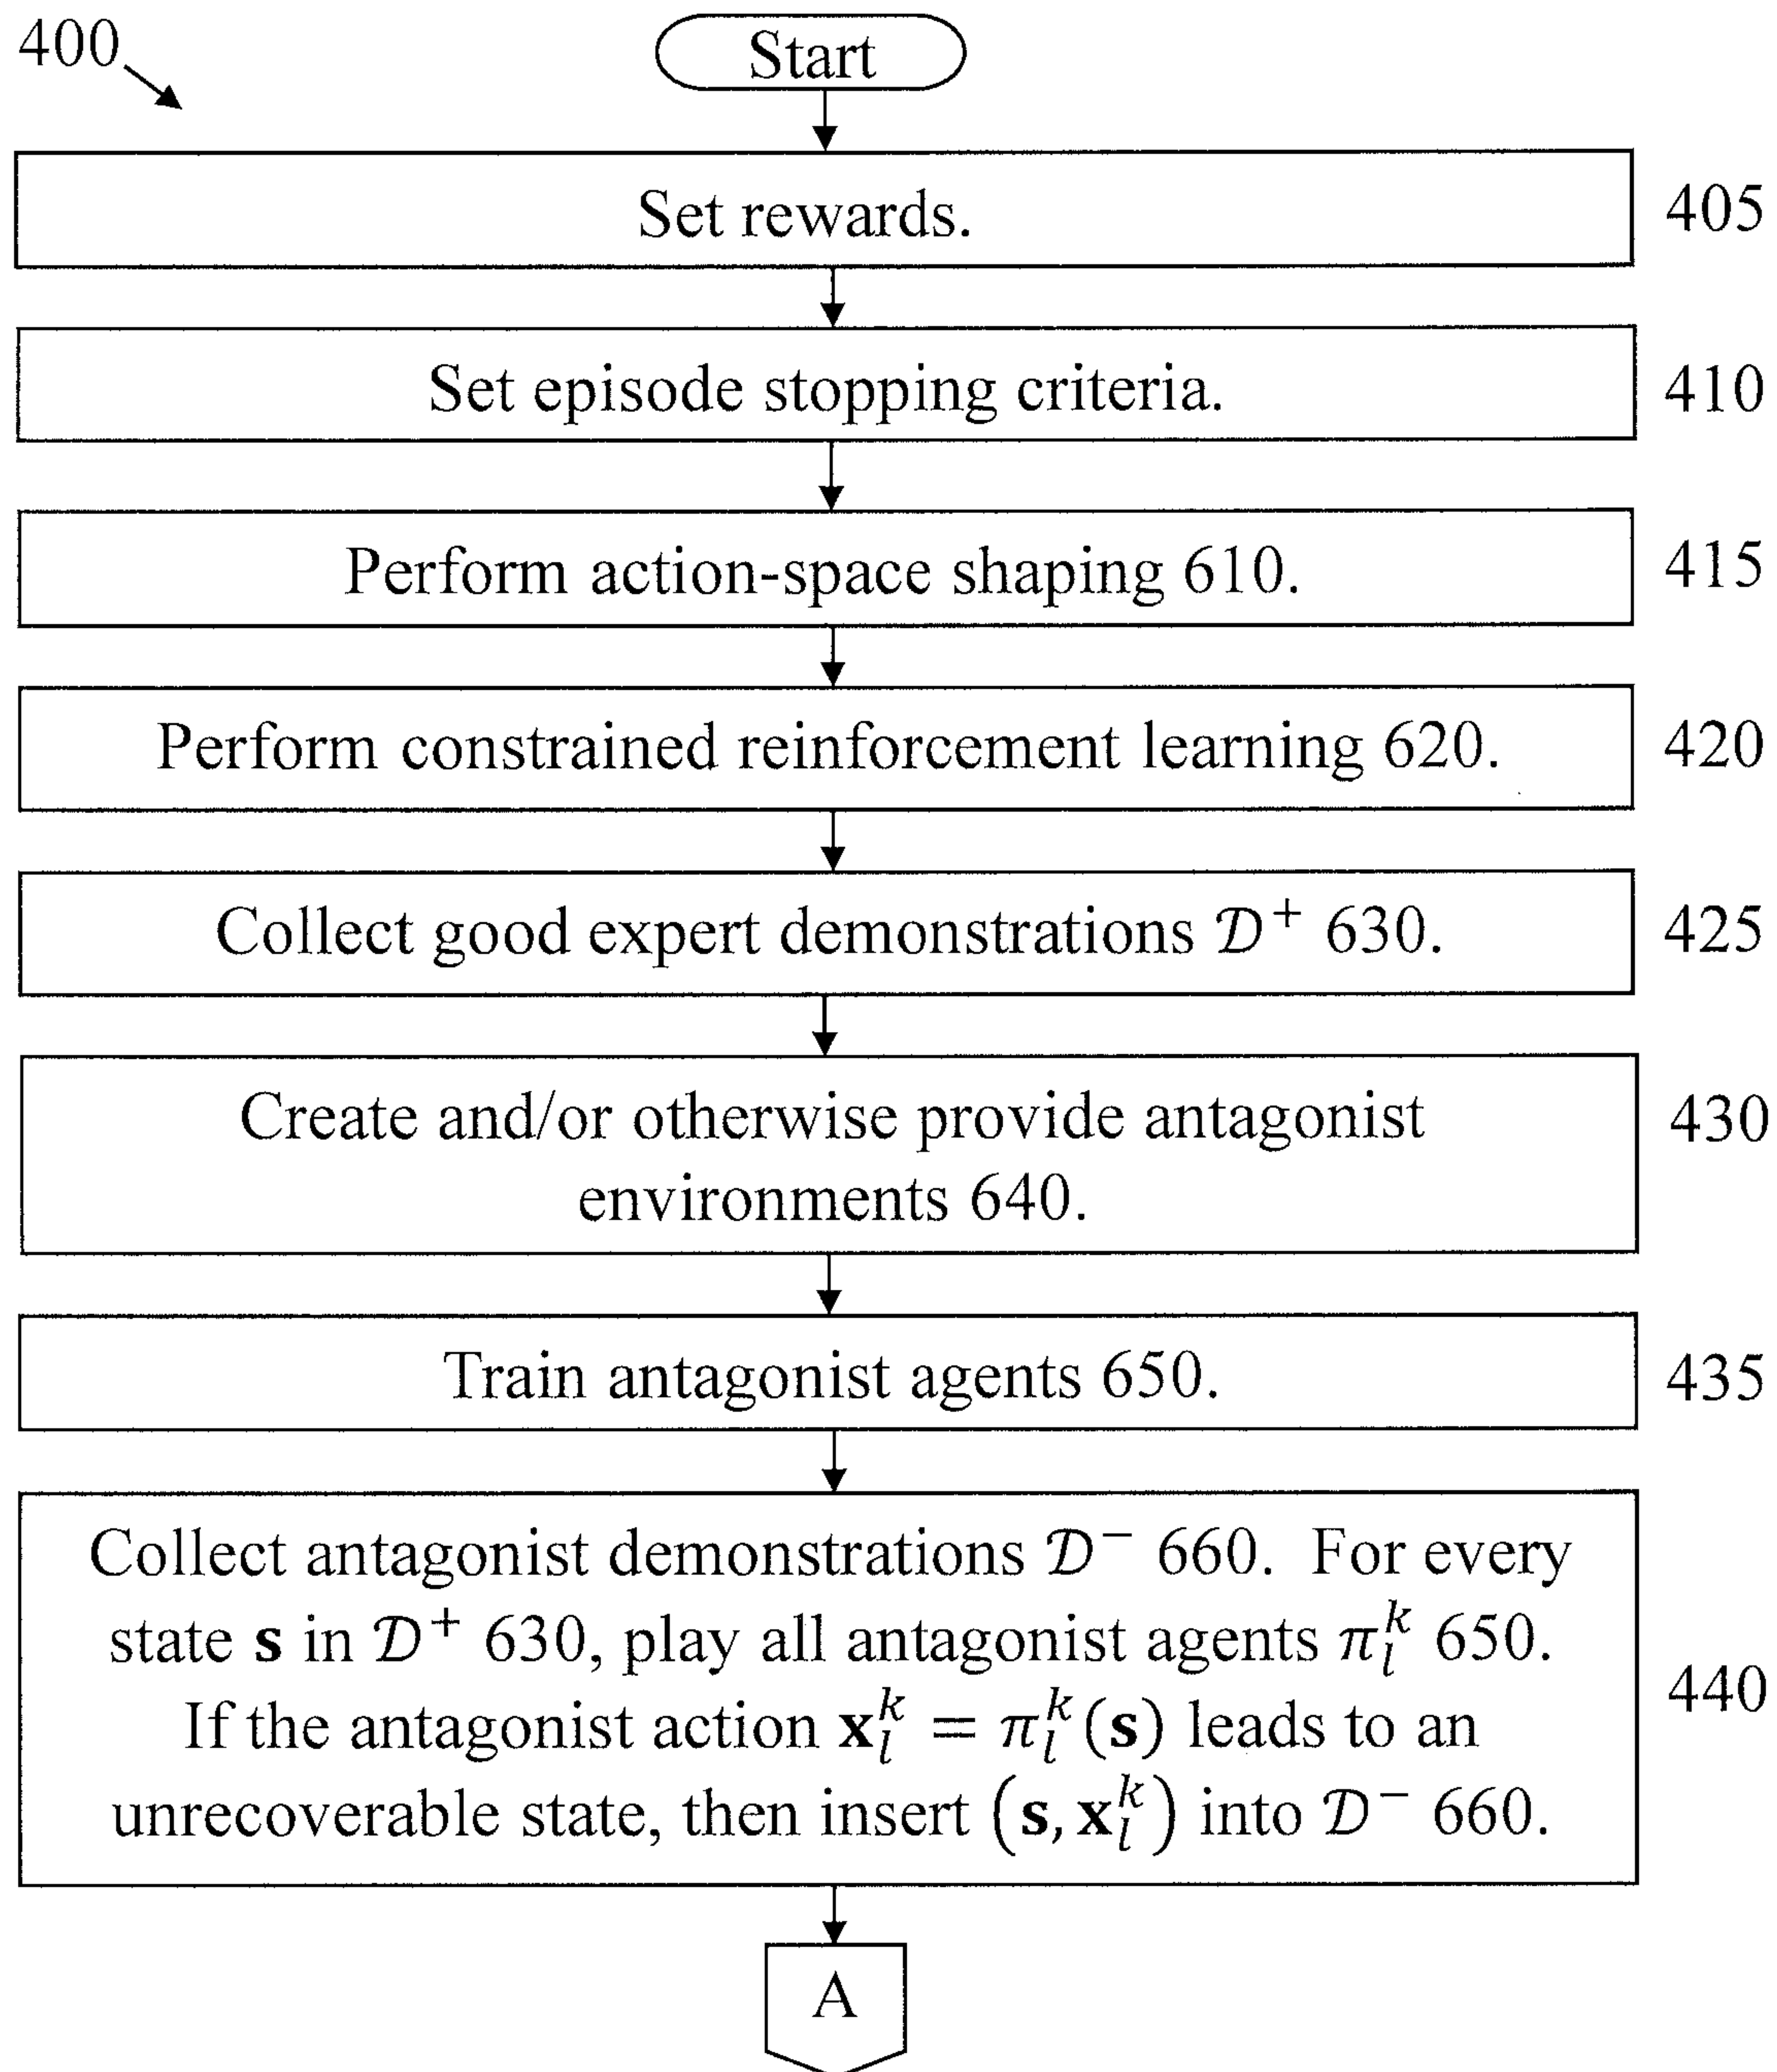 400
Start
Set rewards. 405
Set episode stopping criteria. 410
Perform action-space shaping 610. 415
Perform constrained reinforcement learning 620. 420
Collect good expert demonstrations 𝒟⁺ 630. 425
Create and/or otherwise provide antagonist 430
environments 640.
Train antagonist agents 650. 435
Collect antagonist demonstrations 𝒟⁻ 660. For every
state 𝐬 in 𝒟⁺ 630, play all antagonist agents π_l^k 650.
440
If the antagonist action 𝐱_l^k = π_l^k(𝐬) leads to an
unrecoverable state, then insert (𝐬, 𝐱_l^k) into 𝒟⁻ 660.
A